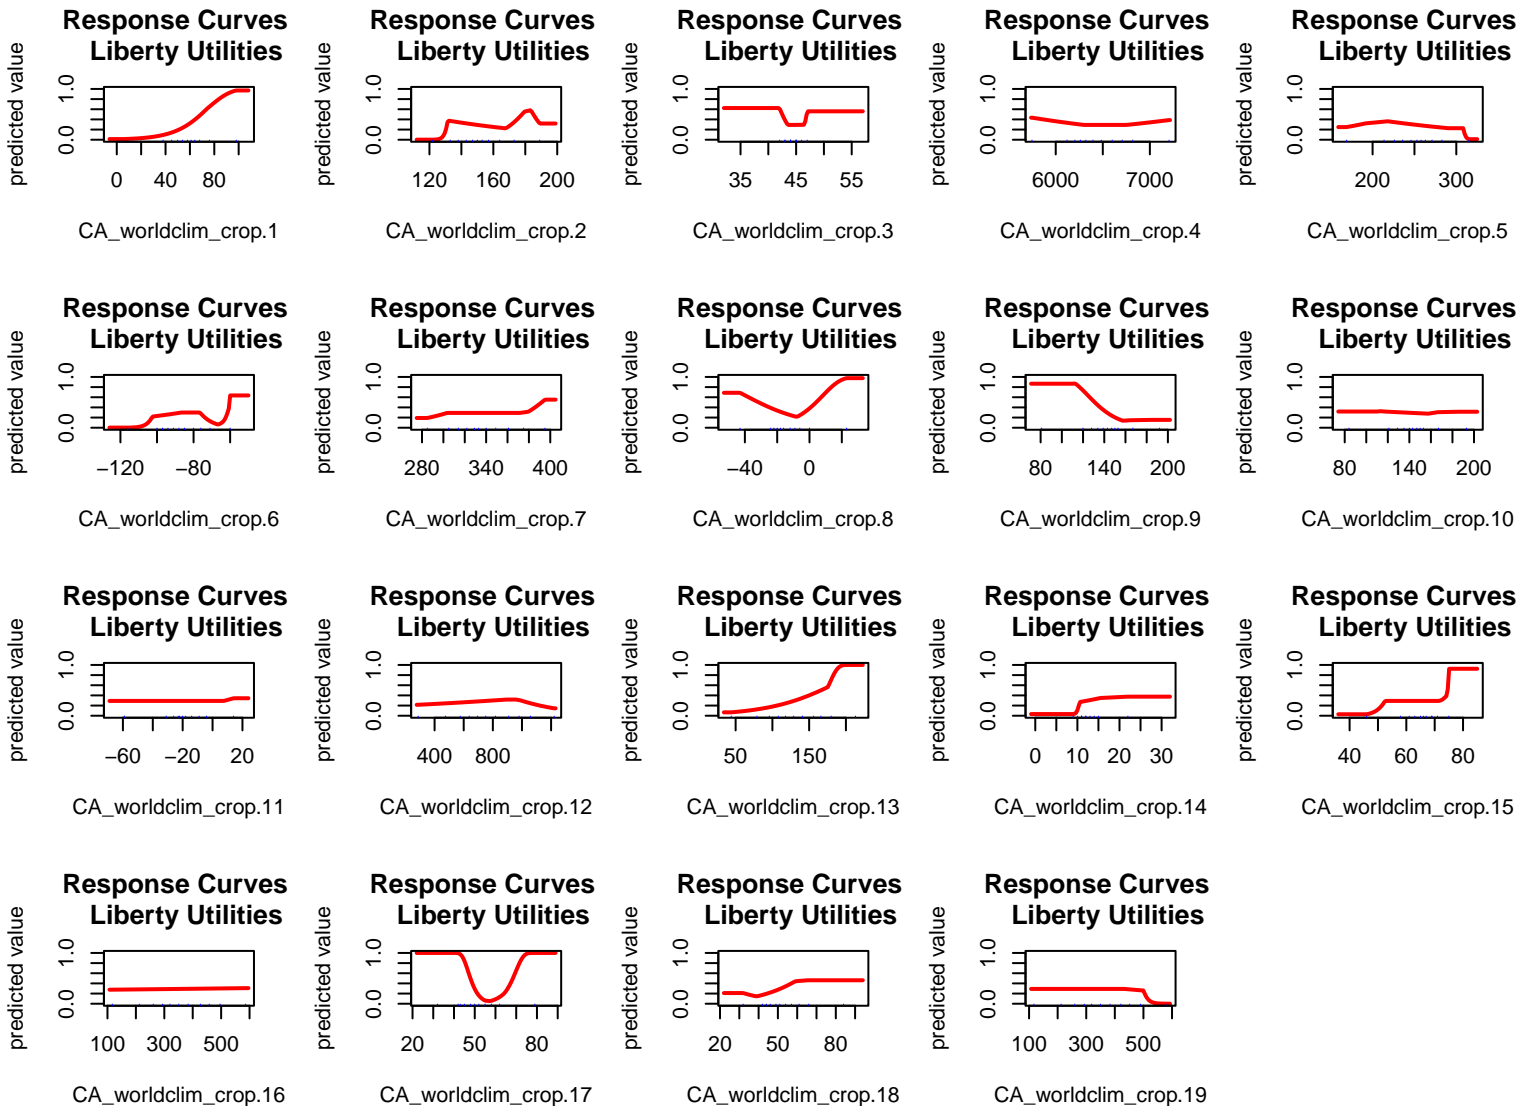 Response Curves
Liberty Utilities
predicted value
0.0 1.0
0 40 80
CA_worldclim_crop.1
Response Curves
Liberty Utilities
predicted value
0.0 1.0
120 160 200
CA_worldclim_crop.2
Response Curves
Liberty Utilities
predicted value
0.0 1.0
35 45 55
CA_worldclim_crop.3
Response Curves
Liberty Utilities
predicted value
0.0 1.0
6000 7000
CA_worldclim_crop.4
Response Curves
Liberty Utilities
predicted value
0.0 1.0
200 300
CA_worldclim_crop.5
Response Curves
Liberty Utilities
predicted value
0.0 1.0
−120 −80
CA_worldclim_crop.6
Response Curves
Liberty Utilities
predicted value
0.0 1.0
280 340 400
CA_worldclim_crop.7
Response Curves
Liberty Utilities
predicted value
0.0 1.0
−40 0
CA_worldclim_crop.8
Response Curves
Liberty Utilities
predicted value
0.0 1.0
80 140 200
CA_worldclim_crop.9
Response Curves
Liberty Utilities
predicted value
0.0 1.0
80 140 200
CA_worldclim_crop.10
Response Curves
Liberty Utilities
predicted value
0.0 1.0
−60 −20 20
CA_worldclim_crop.11
Response Curves
Liberty Utilities
predicted value
0.0 1.0
400 800
CA_worldclim_crop.12
Response Curves
Liberty Utilities
predicted value
0.0 1.0
50 150
CA_worldclim_crop.13
Response Curves
Liberty Utilities
predicted value
0.0 1.0
0 10 20 30
CA_worldclim_crop.14
Response Curves
Liberty Utilities
predicted value
0.0 1.0
40 60 80
CA_worldclim_crop.15
Response Curves
Liberty Utilities
predicted value
0.0 1.0
100 300 500
CA_worldclim_crop.16
Response Curves
Liberty Utilities
predicted value
0.0 1.0
20 50 80
CA_worldclim_crop.17
Response Curves
Liberty Utilities
predicted value
0.0 1.0
20 50 80
CA_worldclim_crop.18
Response Curves
Liberty Utilities
predicted value
0.0 1.0
100 300 500
CA_worldclim_crop.19